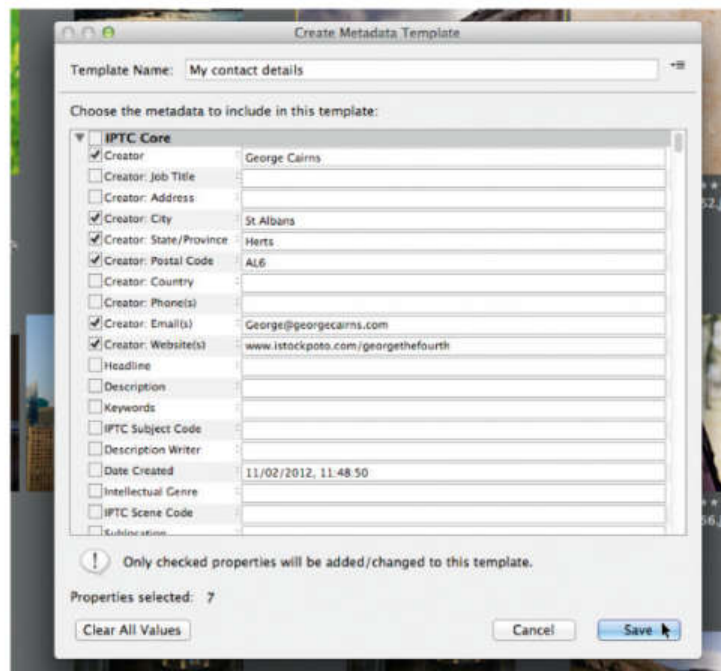 Create Metadata Template
Template Name: My contact details
Choose the metadata to include in this template:
IPTC Core
Creator George Cairns
Creator: Job Title
Creator: Address
Creator: City St Albans
Creator: State/Province Herts
Creator: Postal Code AL6
Creator: Country
Creator: Phone(s)
Creator: Email(s) George@georgecairns.com
Creator: Website(s) www.istockpoto.com/georgethefourth
Headline
Description
Keywords
IPTC Subject Code
Description Writer
Date Created 11/02/2012, 11:48:50
Intellectual Genre
IPTC Scene Code
Sublocation
! Only checked properties will be added/changed to this template.
Properties selected: 7
Clear All Values Cancel Save